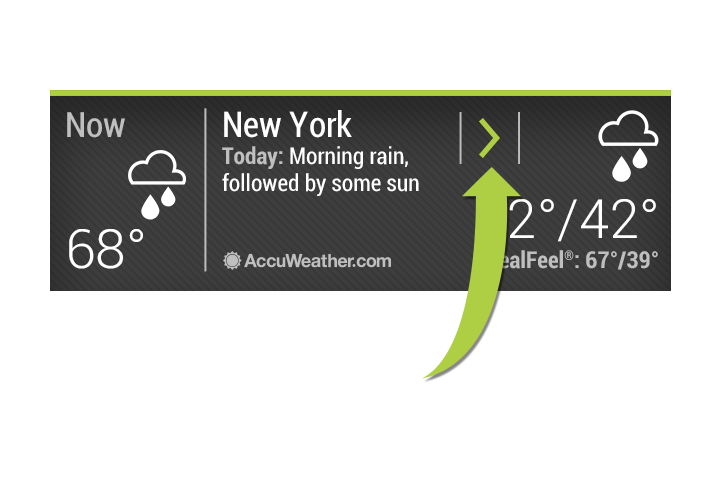 Now
68°
New York
Today: Morning rain,
followed by some sun
AccuWeather.com
2°/42°
ealFeel®: 67°/39°